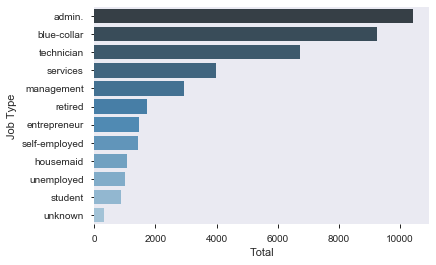 admin.
blue-collar
technician
services
management
retired
entrepreneur
self-employed
housemaid
unemployed
student
unknown
Job Type
0 2000 4000 6000 8000 10000
Total